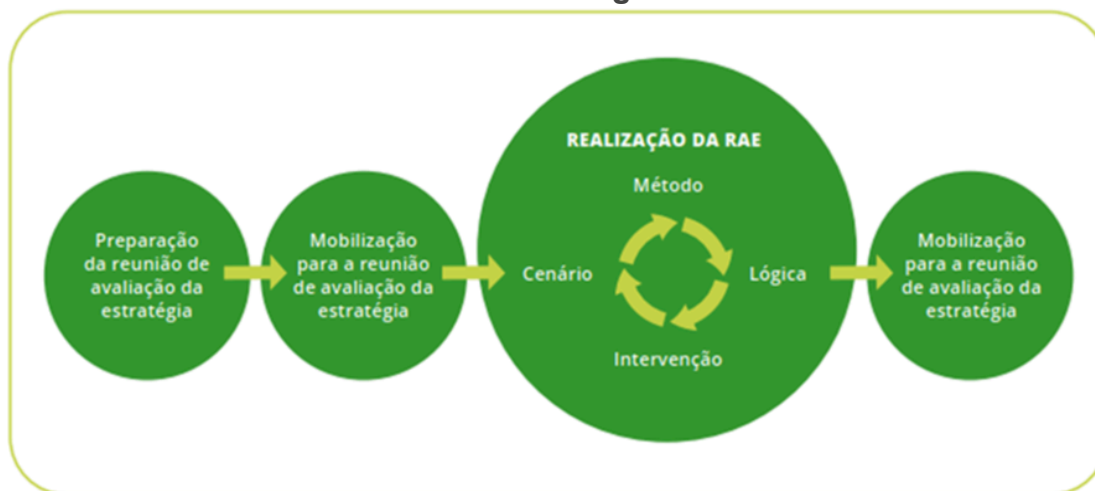 Preparação
da reunião de
avaliação da
estratégia
Mobilização
para a reunião
de avaliação da
estratégia
REALIZAÇÃO DA RAE
Método
Cenário
Lógica
Intervenção
Mobilização
para a reunião
de avaliação da
estratégia